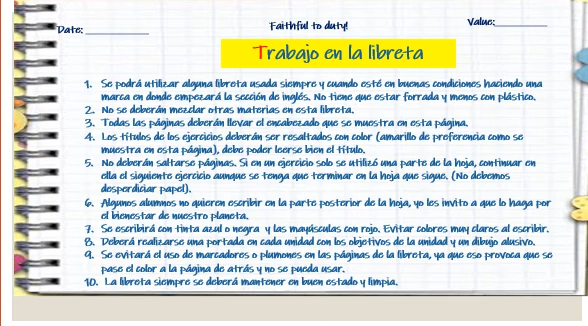 Date:______________ Faithful to duty! Value:___________
Trabajo en la libreta
1. Se podrá utilizar alguna libreta usada siempre y cuando esté en buenas condiciones haciendo una
marca en donde empezará la sección de inglés. No tiene que estar forrada y menos con plástico.
2. No se deberán mezclar otras materias en esta libreta.
3. Todas las páginas deberán llevar el encabezado que se muestra en esta página.
4. Los títulos de los ejercicios deberán ser resaltados con color (amarillo de preferencia como se
muestra en esta página), debe poder leerse bien el título.
5. No deberán saltarse páginas. Si en un ejercicio solo se utilizó una parte de la hoja, continuar en
ella el siguiente ejercicio aunque se tenga que terminar en la hoja que sigue. (No debemos
desperdiciar papel).
6. Algunos alumnos no quieren escribir en la parte posterior de la hoja, yo les invito a que lo haga por
el bienestar de nuestro planeta.
7. Se escribirá con tinta azul o negra y las mayúsculas con rojo. Evitar colores muy claros al escribir.
8. Deberá realizarse una portada en cada unidad con los objetivos de la unidad y un dibujo alusivo.
9. Se evitará el uso de marcadores o plumones en las páginas de la libreta, ya que eso provoca que se
pase el color a la página de atrás y no se pueda usar.
10. La libreta siempre se deberá mantener en buen estado y limpia.